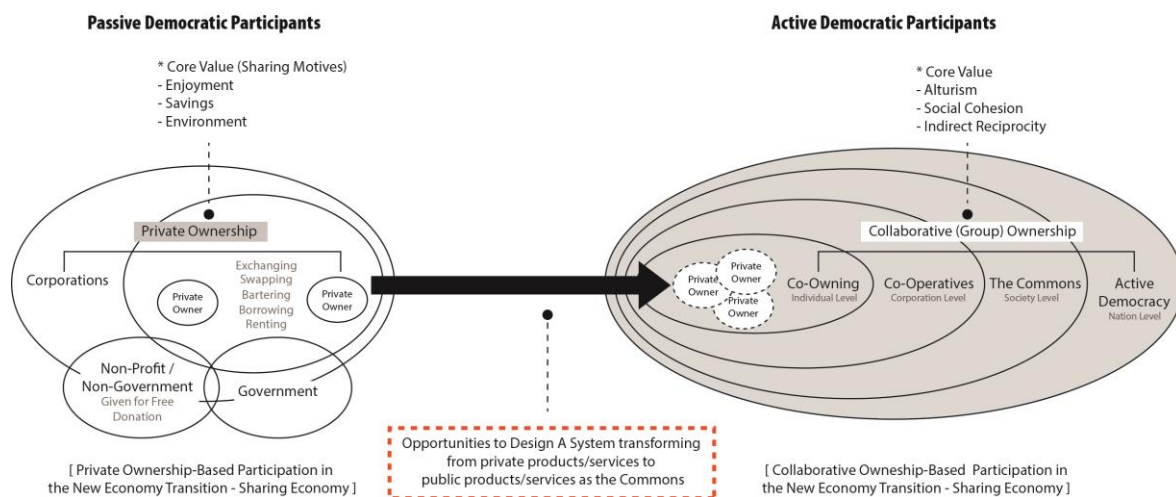 Passive Democratic Participants
* Core Value (Sharing Motives)
- Enjoyment
- Savings
- Environment
Private Ownership
Corporations
Exchanging
Swapping
Bartering
Borrowing
Renting
Private
Owner
Private
Owner
Non-Profit /
Non-Government
Given for Free
Donation
Government
[ Private Ownership-Based Participation in
the New Economy Transition - Sharing Economy ]
Opportunities to Design A System transforming
from private products/services to
public products/services as the Commons
Active Democratic Participants
* Core Value
- Alturism
- Social Cohesion
- Indirect Reciprocity
Collaborative (Group) Ownership
Private
Owner
Private
Owner
Private
Owner
Co-Owning
Individual Level
Co-Operatives
Corporation Level
The Commons
Society Level
Active
Democracy
Nation Level
[ Collaborative Owneship-Based Participation in
the New Economy Transition - Sharing Economy ]